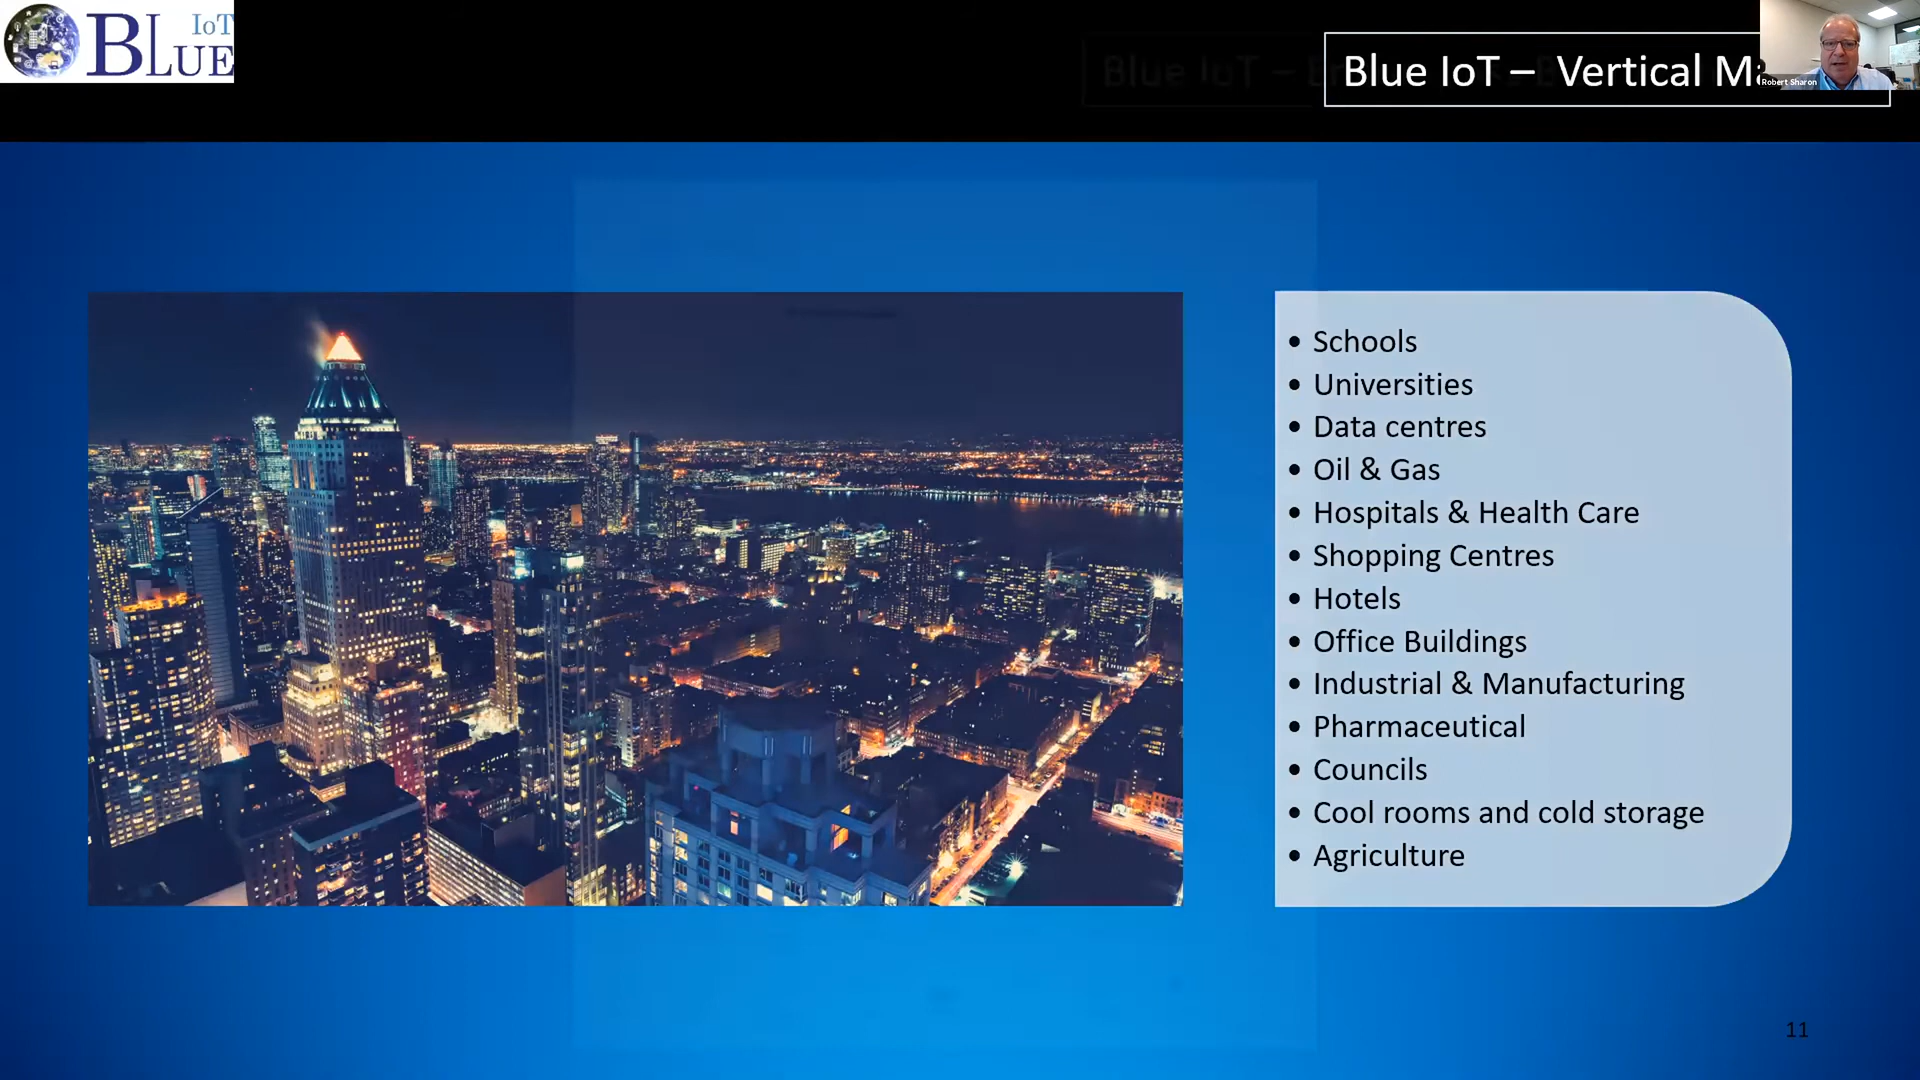 IoT
BLUE
Blue IoT – Vertical Ma
Robert Sharon
• Schools
• Universities
• Data centres
• Oil & Gas
• Hospitals & Health Care
• Shopping Centres
• Hotels
• Office Buildings
• Industrial & Manufacturing
• Pharmaceutical
• Councils
• Cool rooms and cold storage
• Agriculture
11